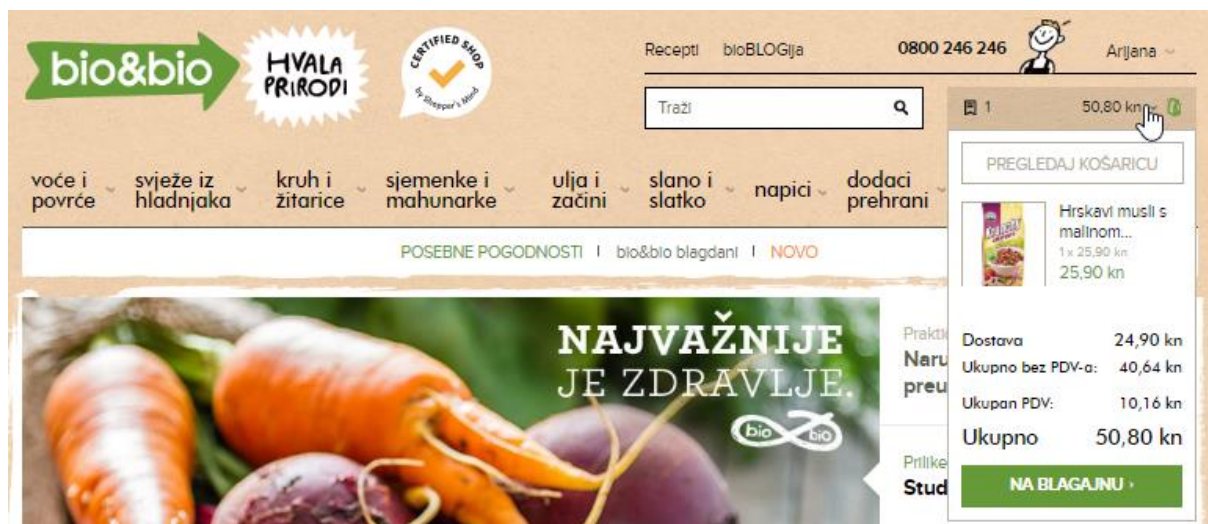 bio&bio
HVALA
PRIRODI
CERTIFIED SHOP
by Shopper's Mind
Recepti bioBLOGija
0800 246 246
Arijana
Traži
1 50,80 kn
PREGLEDAJ KOŠARICU
voće i
povrće
svježe iz
hladnjaka
kruh i
žitarice
sjemenke i
mahunarke
ulja i
začini
slano i
slatko
napici
dodaci
prehrani
Hrskavi musli s
malinom...
1 x 25,90 kn
25,90 kn
POSEBNE POGODNOSTI | bio&bio blagdani | NOVO
NAJVAŽNIJE
JE ZDRAVLJE.
bio bio
Naru
preu
Prilike
Stud
Dostava 24,90 kn
Ukupno bez PDV-a: 40,64 kn
Ukupan PDV: 10,16 kn
Ukupno 50,80 kn
NA BLAGAJNU ›